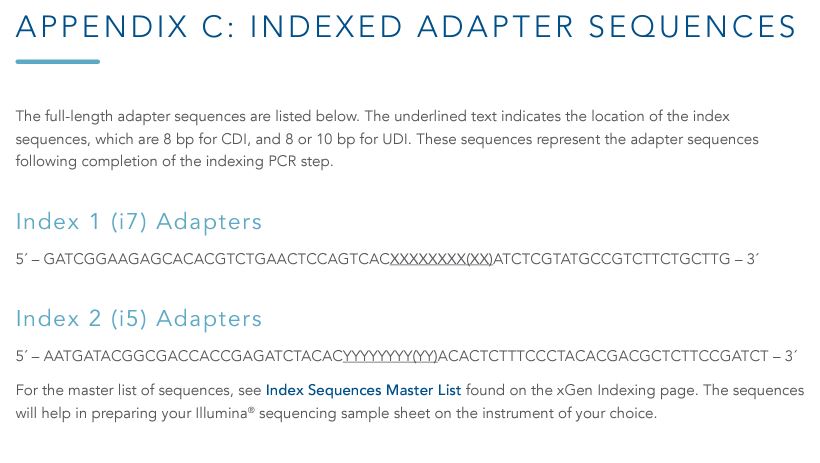 APPENDIX C: INDEXED ADAPTER SEQUENCES
The full-length adapter sequences are listed below. The underlined text indicates the location of the index
sequences, which are 8 bp for CDI, and 8 or 10 bp for UDI. These sequences represent the adapter sequences
following completion of the indexing PCR step.
Index 1 (i7) Adapters
5´ – GATCGGAAGAGCACACGTCTGAACTCCAGTCACXXXXXXXX(XX)ATCTCGTATGCCGTCTTCTGCTTG – 3´
Index 2 (i5) Adapters
5´ – AATGATACGGCGACCACCGAGATCTACACYYYYYYYY(YY)ACACTCTTTCCCTACACGACGCTCTTCCGATCT – 3´
For the master list of sequences, see Index Sequences Master List found on the xGen Indexing page. The sequences
will help in preparing your Illumina® sequencing sample sheet on the instrument of your choice.